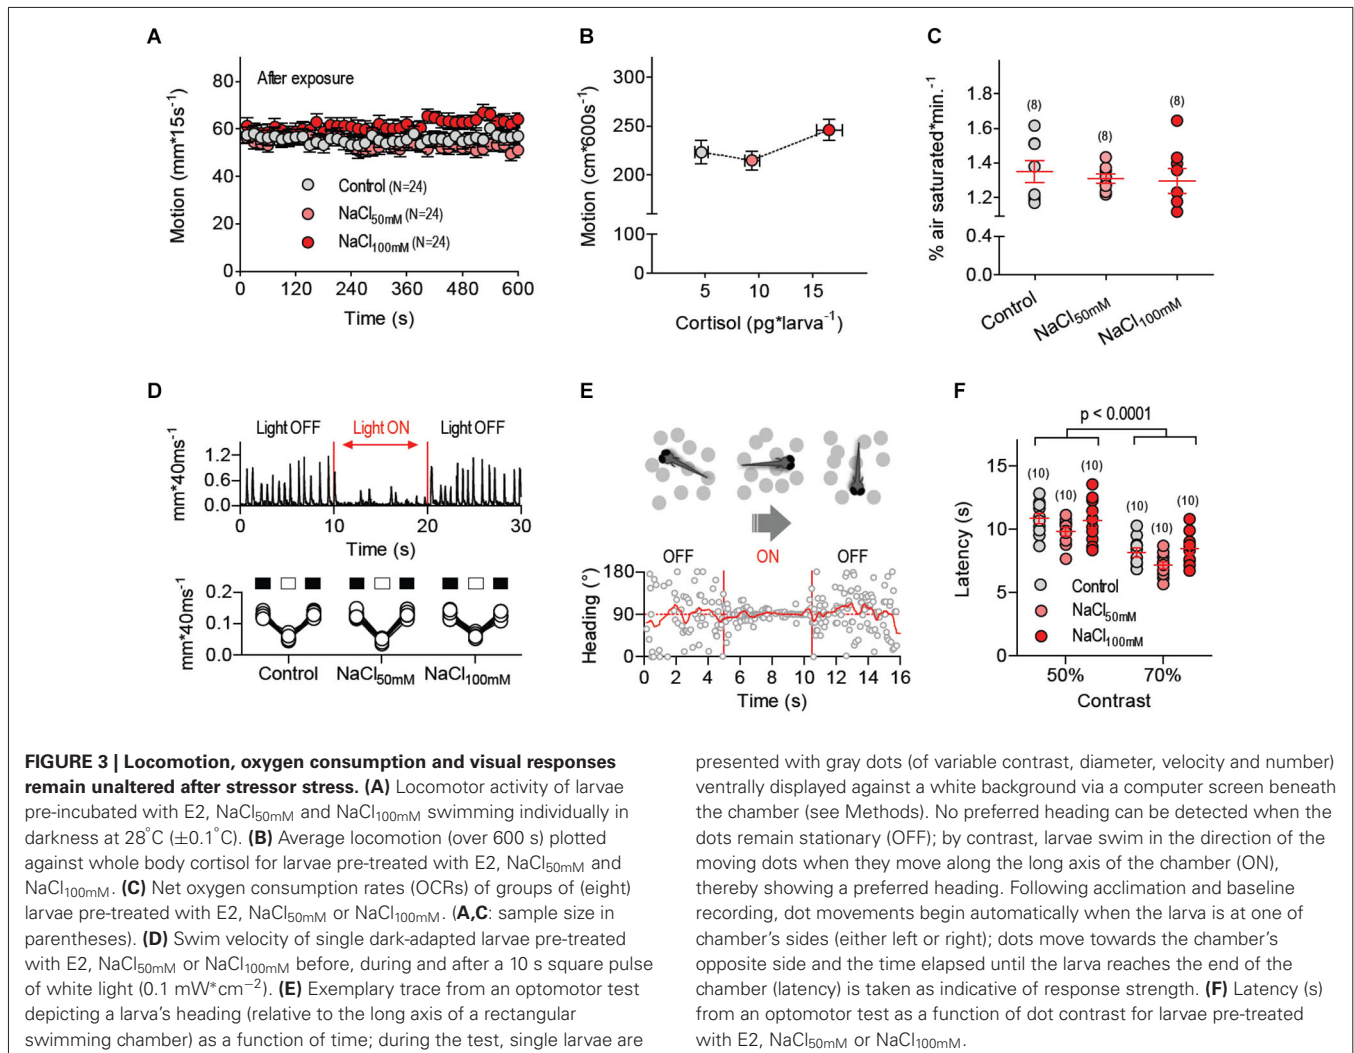 A
After exposure
80
60
40
20
0
Motion (mm*15s-1)
Control (N=24)
NaCl50mM (N=24)
NaCl100mM (N=24)
0 120 240 360 480 600
Time (s)
B
300
250
200
100
0
Motion (cm*600s-1)
5 10 15
Cortisol (pg*larva-1)
C
1.8
1.6
1.4
1.2
0.4
0.0
% air saturated*min.-1
(8)
(8)
(8)
Control
NaCl50mM
NaCl100mM
D
Light OFF Light ON Light OFF
1.2
0.6
0.0
mm*40ms-1
0 10 20 30
Time (s)
0.2
0.1
0.0
mm*40ms-1
Control NaCl50mM NaCl100mM
E
OFF ON OFF
180
90
0
Heading (°)
0 2 4 6 8 10 12 14 16
Time (s)
F
p < 0.0001
15
10
5
0
Latency (s)
(10) (10) (10) (10) (10) (10)
Control
NaCl50mM
NaCl100mM
50% 70%
Contrast
FIGURE 3 | Locomotion, oxygen consumption and visual responses
remain unaltered after stressor stress. (A) Locomotor activity of larvae
pre-incubated with E2, NaCl50mM and NaCl100mM swimming individually in
darkness at 28°C (±0.1°C). (B) Average locomotion (over 600 s) plotted
against whole body cortisol for larvae pre-treated with E2, NaCl50mM and
NaCl100mM. (C) Net oxygen consumption rates (OCRs) of groups of (eight)
larvae pre-treated with E2, NaCl50mM or NaCl100mM. (A,C: sample size in
parentheses). (D) Swim velocity of single dark-adapted larvae pre-treated
with E2, NaCl50mM or NaCl100mM before, during and after a 10 s square pulse
of white light (0.1 mW*cm−2). (E) Exemplary trace from an optomotor test
depicting a larva's heading (relative to the long axis of a rectangular
swimming chamber) as a function of time; during the test, single larvae are
presented with gray dots (of variable contrast, diameter, velocity and number)
ventrally displayed against a white background via a computer screen beneath
the chamber (see Methods). No preferred heading can be detected when the
dots remain stationary (OFF); by contrast, larvae swim in the direction of the
moving dots when they move along the long axis of the chamber (ON),
thereby showing a preferred heading. Following acclimation and baseline
recording, dot movements begin automatically when the larva is at one of
chamber's sides (either left or right); dots move towards the chamber's
opposite side and the time elapsed until the larva reaches the end of the
chamber (latency) is taken as indicative of response strength. (F) Latency (s)
from an optomotor test as a function of dot contrast for larvae pre-treated
with E2, NaCl50mM or NaCl100mM.